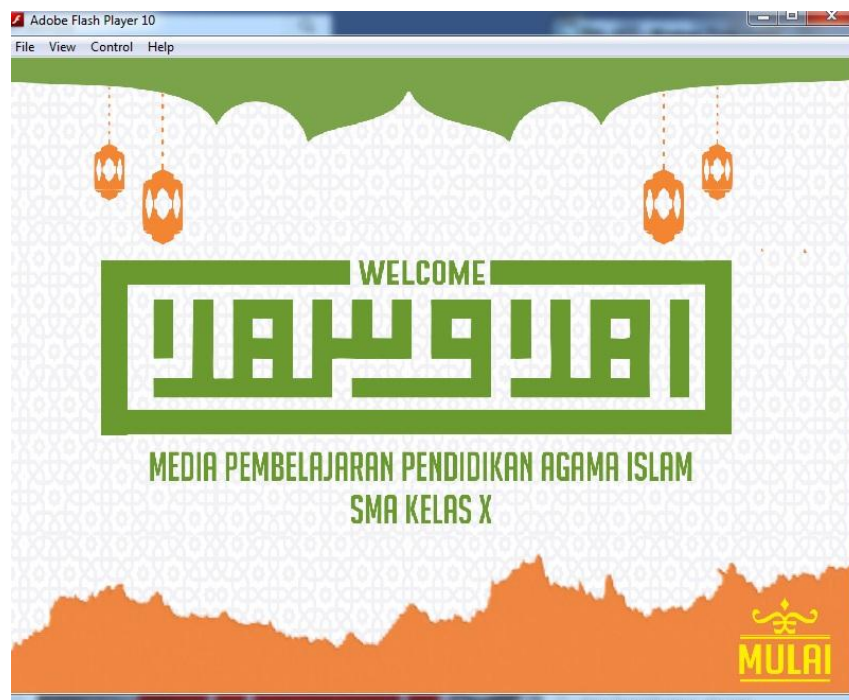 Adobe Flash Player 10
File View Control Help
WELCOME
اهلا وسهلا
MEDIA PEMBELAJARAN PENDIDIKAN AGAMA ISLAM
SMA KELAS X
MULAI